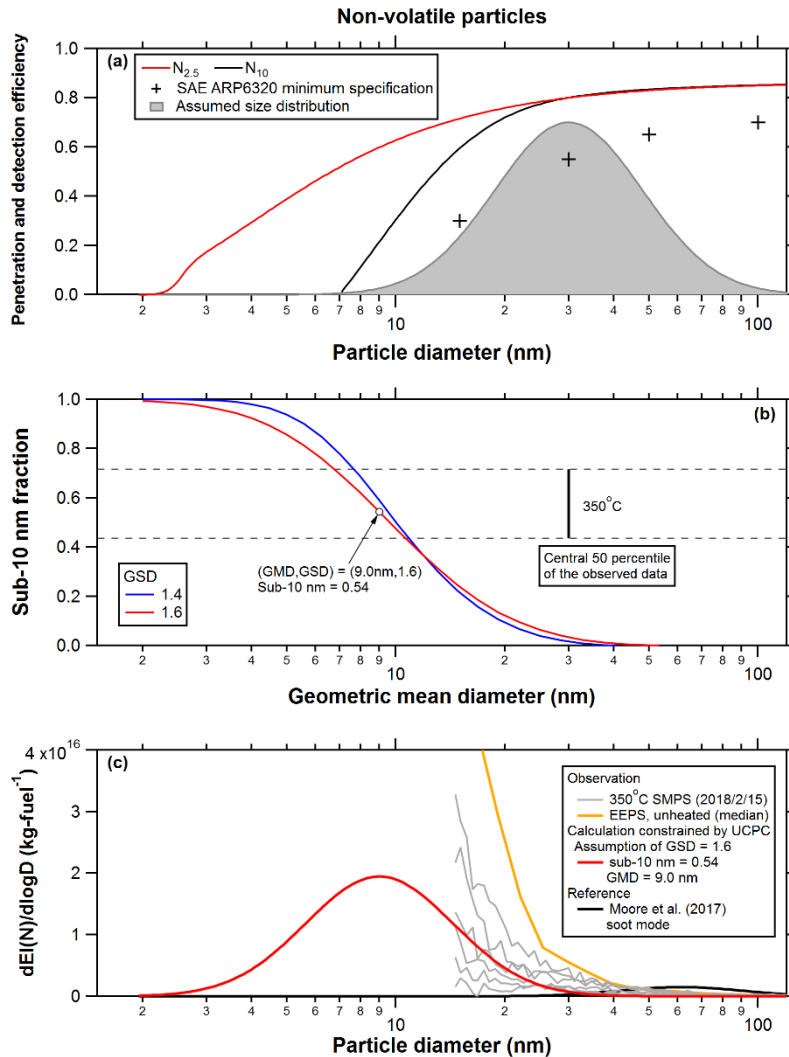 Non-volatile particles
(a)
N2.5 N10
SAE ARP6320 minimum specification
Assumed size distribution
Penetration and detection efficiency
1.0
0.8
0.6
0.4
0.2
0.0
2 3 4 5 6 7 8 9 10 2 3 4 5 6 7 8 9 100
Particle diameter (nm)
(b)
Sub-10 nm fraction
1.0
0.8
0.6
0.4
0.2
0.0
350°C
Central 50 percentile
of the observed data
(GMD,GSD) = (9.0nm,1.6)
Sub-10 nm = 0.54
GSD
1.4
1.6
2 3 4 5 6 7 8 9 10 2 3 4 5 6 7 8 9 100
Geometric mean diameter (nm)
(c)
dEI(N)/dlogD (kg-fuel⁻¹)
4 x10¹⁶
3
2
1
0
Observation
350°C SMPS (2018/2/15)
EEPS, unheated (median)
Calculation constrained by UCPC
Assumption of GSD = 1.6
sub-10 nm = 0.54
GMD = 9.0 nm
Reference
Moore et al. (2017)
soot mode
2 3 4 5 6 7 8 9 10 2 3 4 5 6 7 8 9 100
Particle diameter (nm)